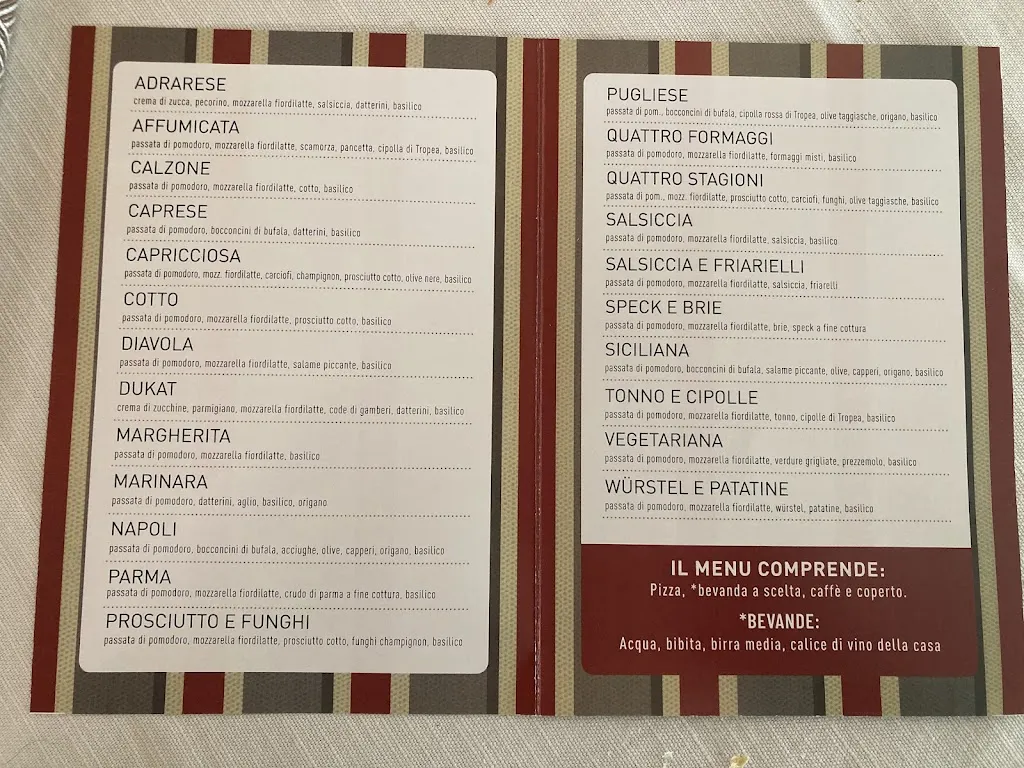 ADRARESE
crema di zucca, pecorino, mozzarella fiordilatte, salsiccia, datterini, basilico
AFFUMICATA
passata di pomodoro, mozzarella fiordilatte, scamorza, pancetta, cipolla di Tropea, basilico
CALZONE
passata di pomodoro, mozzarella fiordilatte, cotto, basilico
CAPRESE
passata di pomodoro, bocconcini di bufala, datterini, basilico
CAPRICCIOSA
passata di pomodoro, mozz. fiordilatte, carciofi, champignon, prosciutto cotto, olive nere, basilico
COTTO
passata di pomodoro, mozzarella fiordilatte, prosciutto cotto, basilico
DIAVOLA
passata di pomodoro, mozzarella fiordilatte, salame piccante, basilico
DUKAT
crema di zucchine, parmigiano, mozzarella fiordilatte, code di gamberi, datterini, basilico
MARGHERITA
passata di pomodoro, mozzarella fiordilatte, basilico
MARINARA
passata di pomodoro, datterini, aglio, basilico, origano
NAPOLI
passata di pomodoro, bocconcini di bufala, acciughe, olive, capperi, origano, basilico
PARMA
passata di pomodoro, mozzarella fiordilatte, crudo di parma a fine cottura, basilico
PROSCIUTTO E FUNGHI
passata di pomodoro, mozzarella fiordilatte, prosciutto cotto, funghi champignon, basilico
PUGLIESE
passata di pom., bocconcini di bufala, cipolla rossa di Tropea, olive taggiasche, origano, basilico
QUATTRO FORMAGGI
passata di pomodoro, mozzarella fiordilatte, formaggi misti, basilico
QUATTRO STAGIONI
passata di pom., mozz. fiordilatte, prosciutto cotto, carciofi, funghi, olive taggiasche, basilico
SALSICCIA
passata di pomodoro, mozzarella fiordilatte, salsiccia, basilico
SALSICCIA E FRIARIELLI
passata di pomodoro, mozzarella fiordilatte, salsiccia, friarelli
SPECK E BRIE
passata di pomodoro, mozzarella fiordilatte, brie, speck a fine cottura
SICILIANA
passata di pomodoro, bocconcini di bufala, salame piccante, olive, capperi, origano, basilico
TONNO E CIPOLLE
passata di pomodoro, mozzarella fiordilatte, tonno, cipolle di Tropea, basilico
VEGETARIANA
passata di pomodoro, mozzarella fiordilatte, verdure grigliate, prezzemolo, basilico
WÜRSTEL E PATATINE
passata di pomodoro, mozzarella fiordilatte, würstel, patatine, basilico
IL MENU COMPRENDE:
Pizza, *bevanda a scelta, caffè e coperto.
*BEVANDE:
Acqua, bibita, birra media, calice di vino della casa